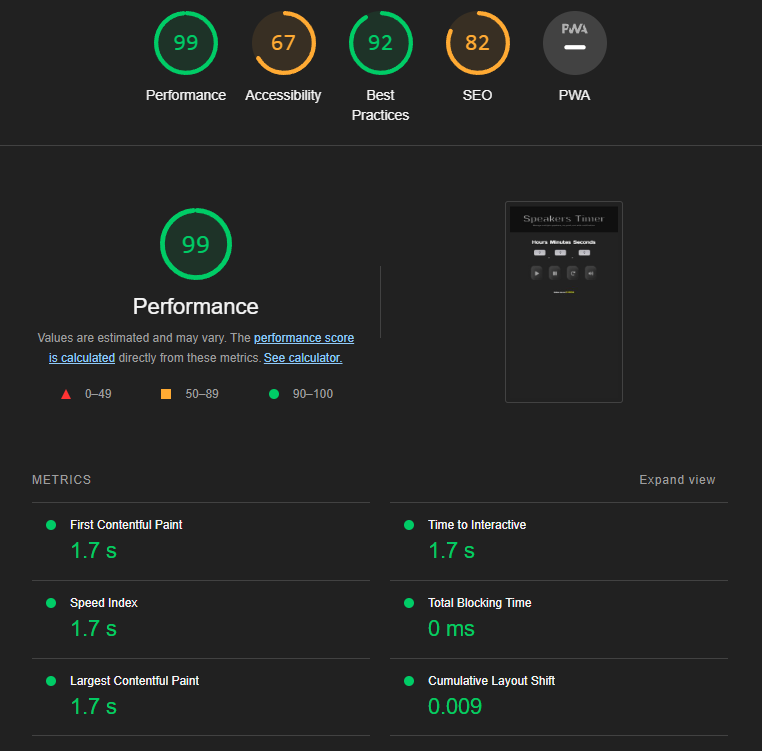 99
67
92
82
PWA
Performance
Accessibility
Best
Practices
SEO
PWA
99
Performance
Values are estimated and may vary. The performance score
is calculated directly from these metrics. See calculator.
0–49
50–89
90–100
Speakers Timer
Hours Minutes Seconds
METRICS
Expand view
First Contentful Paint
1.7 s
Time to Interactive
1.7 s
Speed Index
1.7 s
Total Blocking Time
0 ms
Largest Contentful Paint
1.7 s
Cumulative Layout Shift
0.009